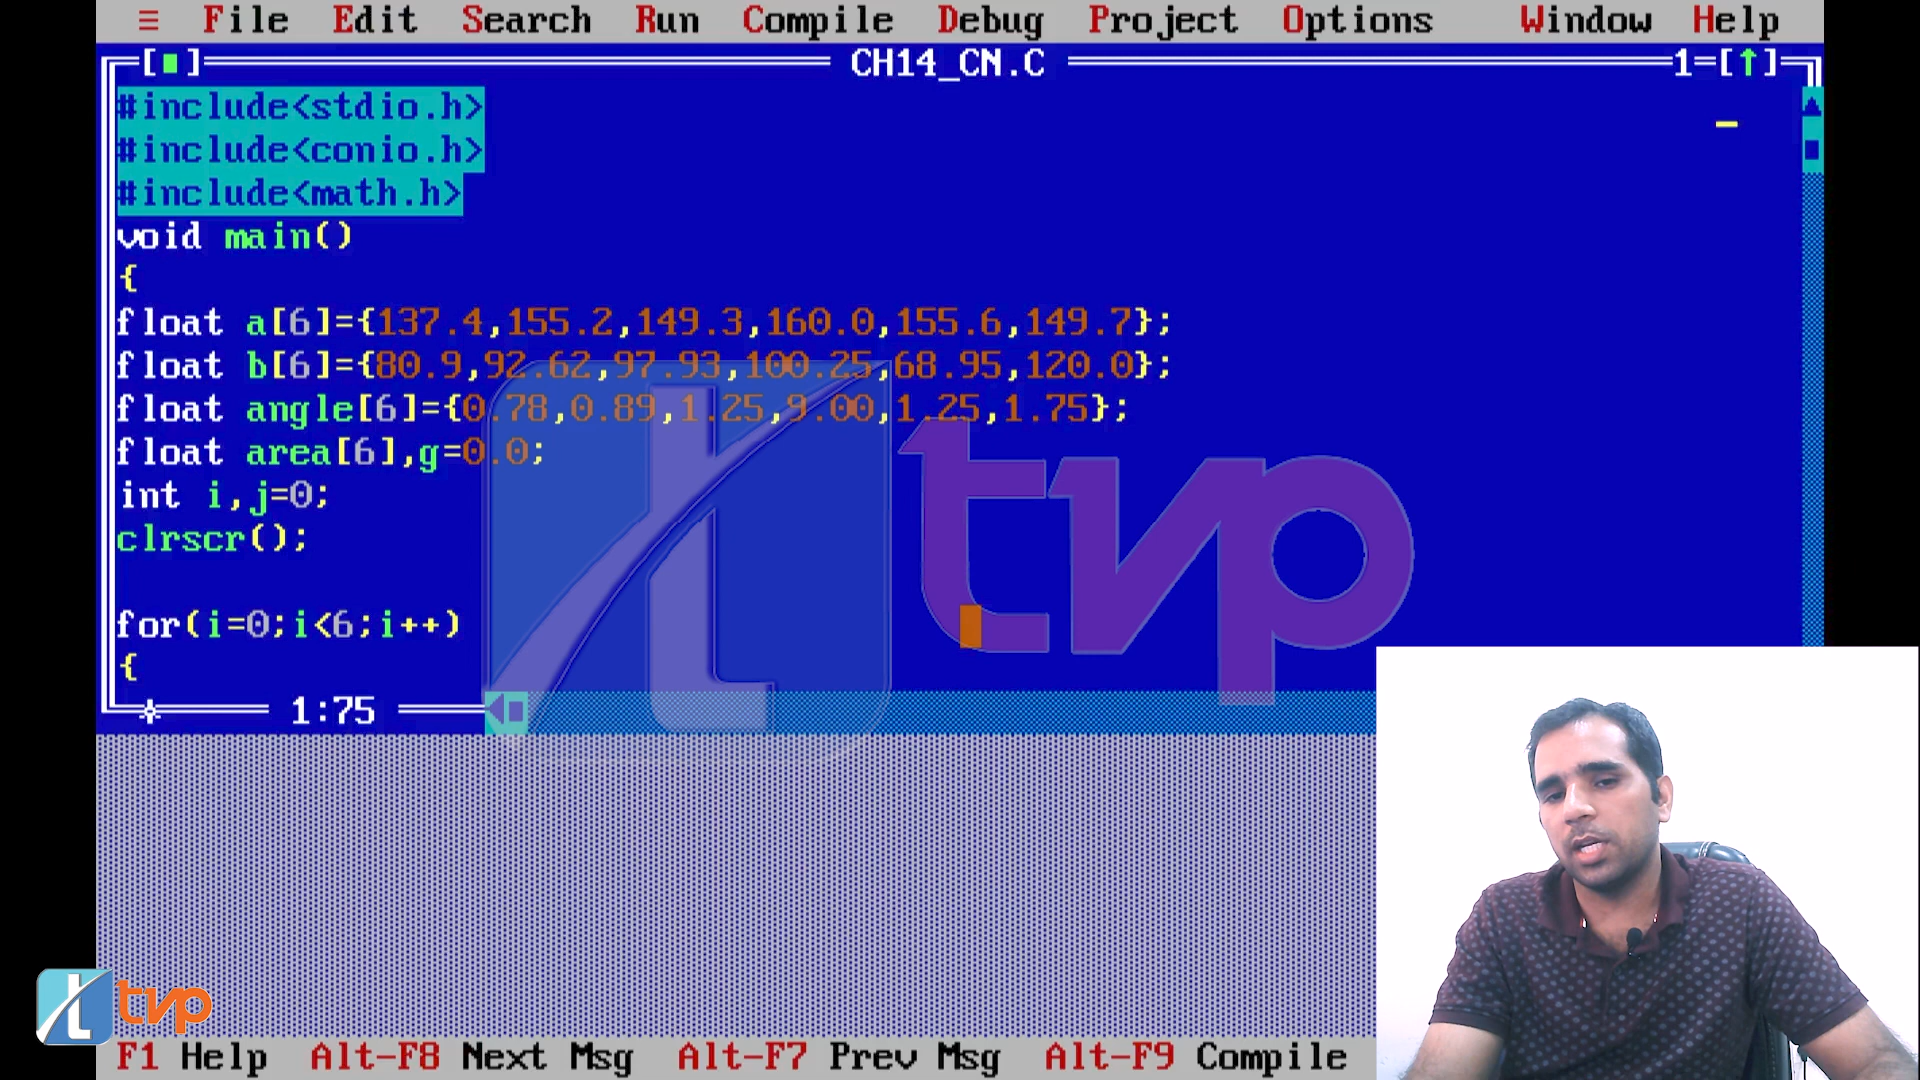 ≡ File Edit Search Run Compile Debug Project Options Window Help
[■] CH14_CN.C 1=[↑]
#include<stdio.h>
#include<conio.h>
#include<math.h>
void main()
{
float a[6]={137.4,155.2,149.3,160.0,155.6,149.7};
float b[6]={80.9,92.62,97.93,100.25,68.95,120.0};
float angle[6]={0.78,0.89,1.25,9.00,1.25,1.75};
float area[6],g=0.0;
int i,j=0;
clrscr();
for(i=0;i<6;i++)
{
1:75
t tvp
t tvp
F1 Help Alt-F8 Next Msg Alt-F7 Prev Msg Alt-F9 Compile